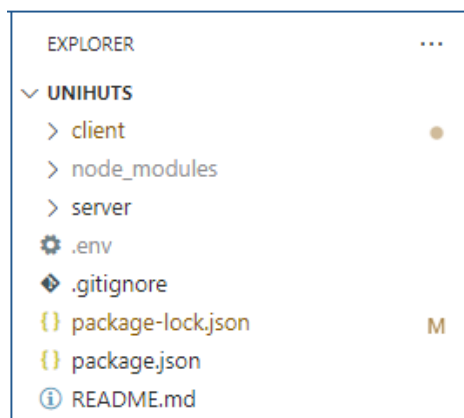 EXPLORER ...
UNIHUTS
client
node_modules
server
.env
.gitignore
{} package-lock.json M
{} package.json
README.md